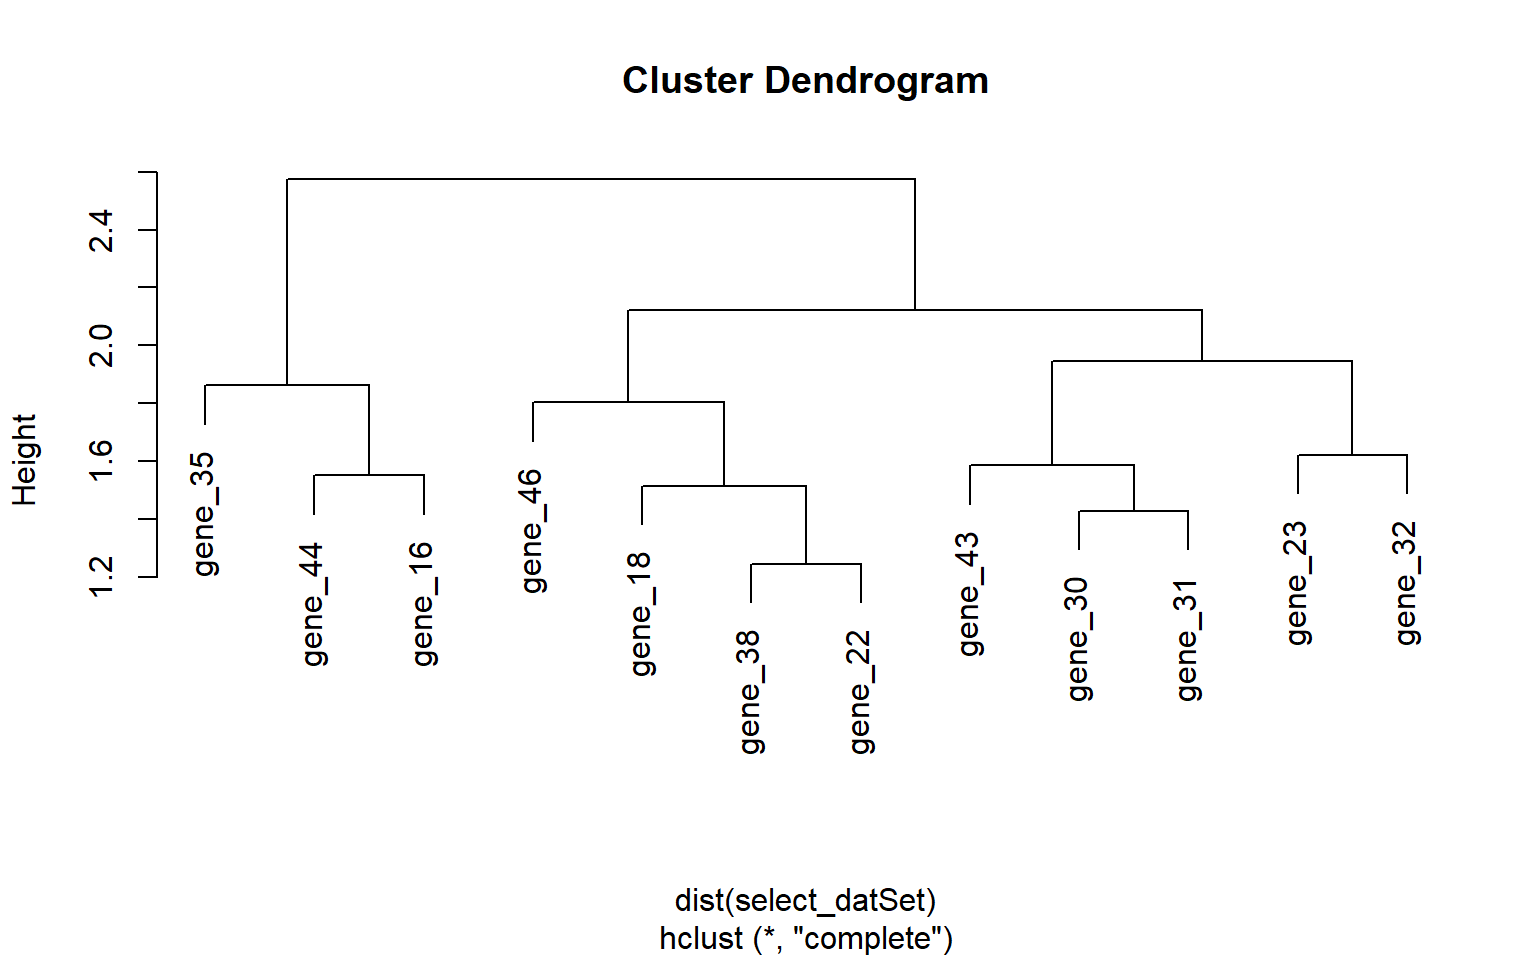 Cluster Dendrogram
Height
2.4
2.0
1.6
1.2
gene_35
gene_44
gene_16
gene_46
gene_18
gene_38
gene_22
gene_43
gene_30
gene_31
gene_23
gene_32
dist(select_datSet)
hclust (*, "complete")